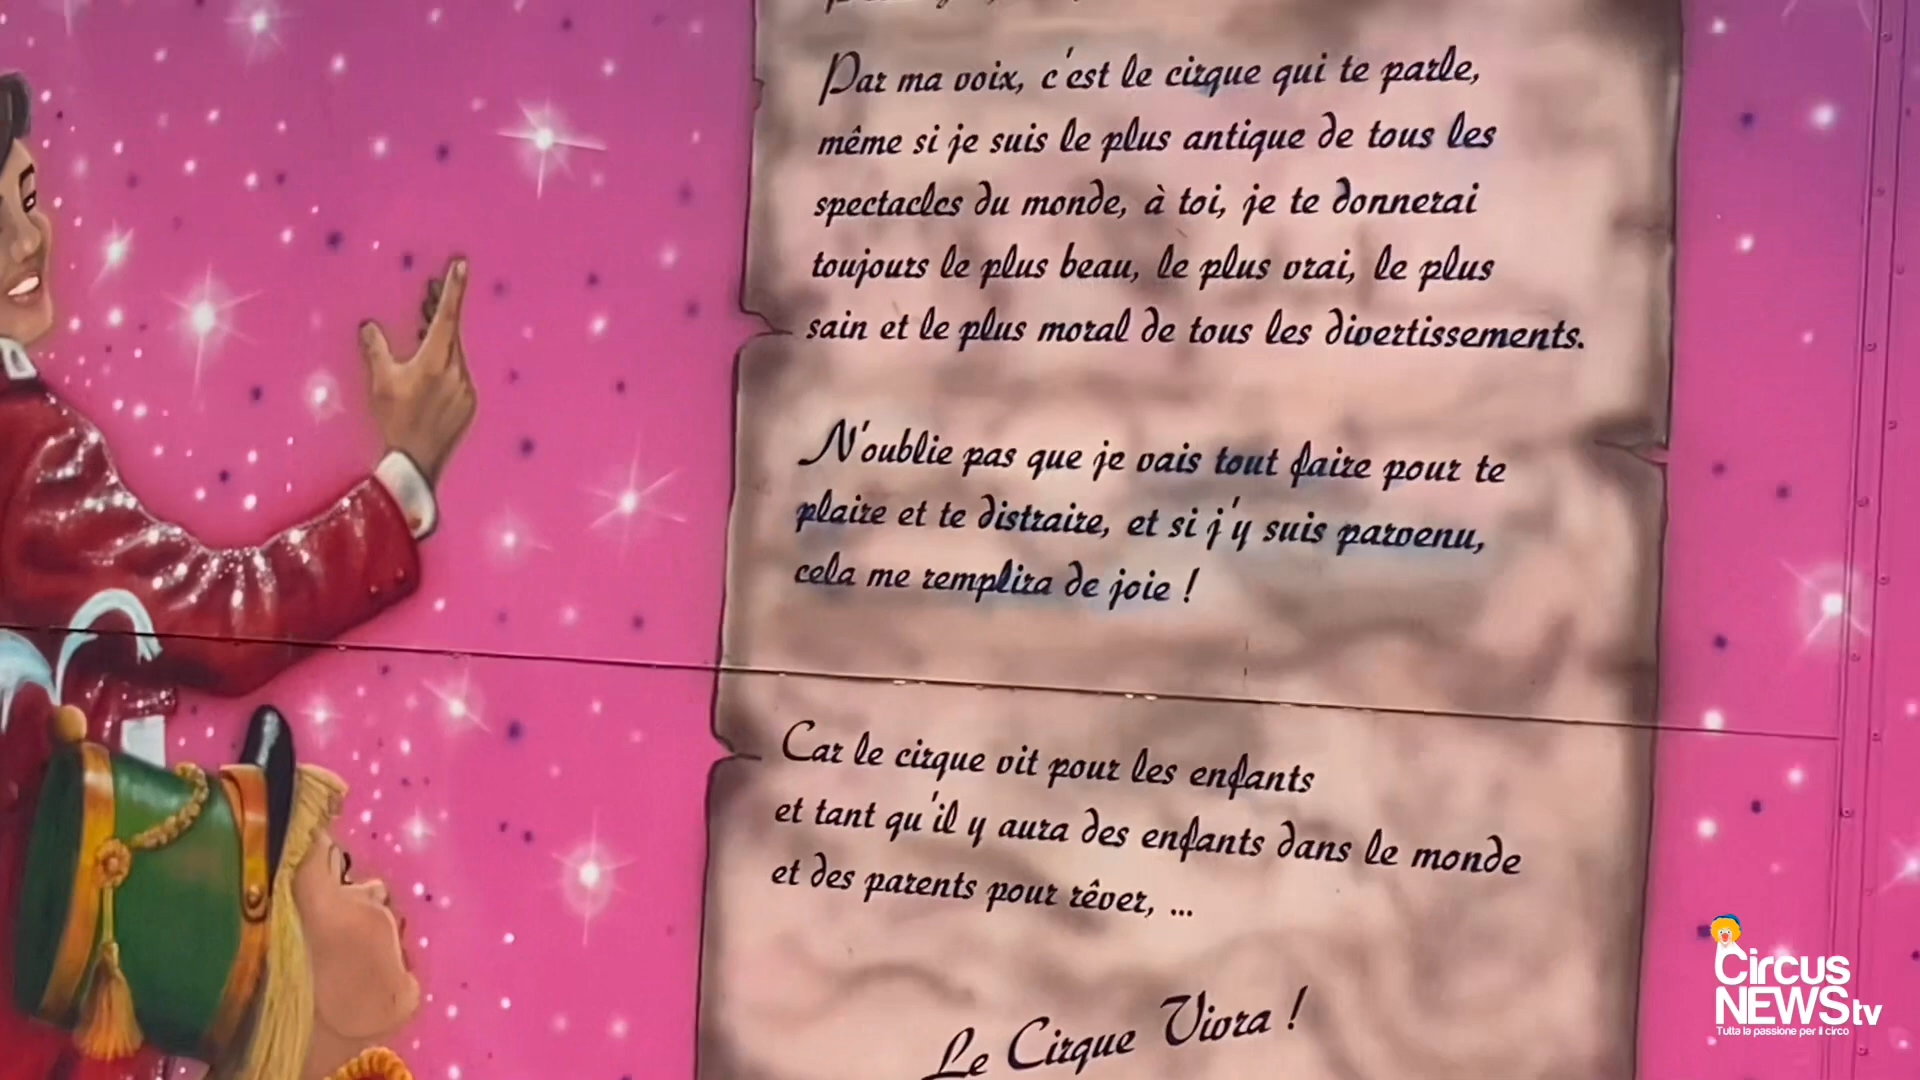 Par ma voix, c'est le cirque qui te parle,
même si je suis le plus antique de tous les
spectacles du monde, à toi, je te donnerai
toujours le plus beau, le plus vrai, le plus
sain et le plus moral de tous les divertissements.
N'oublie pas que je vais tout faire pour te
plaire et te distraire, et si j'y suis parvenu,
cela me remplira de joie !
Car le cirque vit pour les enfants
et tant qu'il y aura des enfants dans le monde
et des parents pour rêver, ...
Le Cirque Vivra !
Circus
NEWS tv
Tutta la passione per il circo